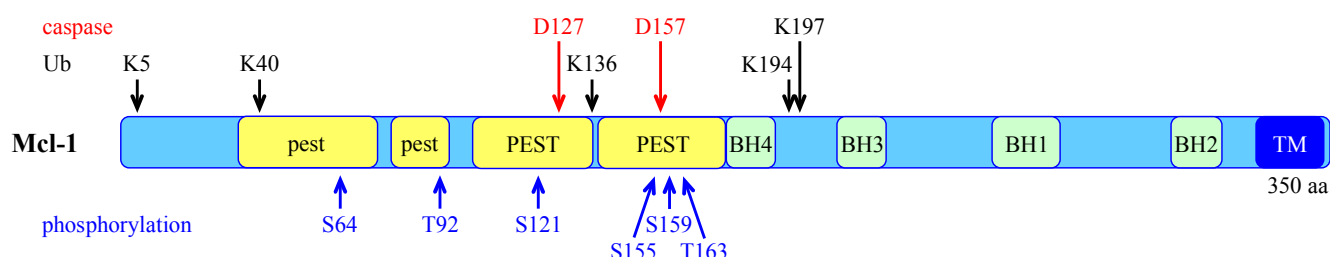 caspase D127 D157 K197
Ub K5 K40 K136 K194
Mcl-1 pest pest PEST PEST BH4 BH3 BH1 BH2 TM
350 aa
phosphorylation S64 T92 S121 S159
S155 T163